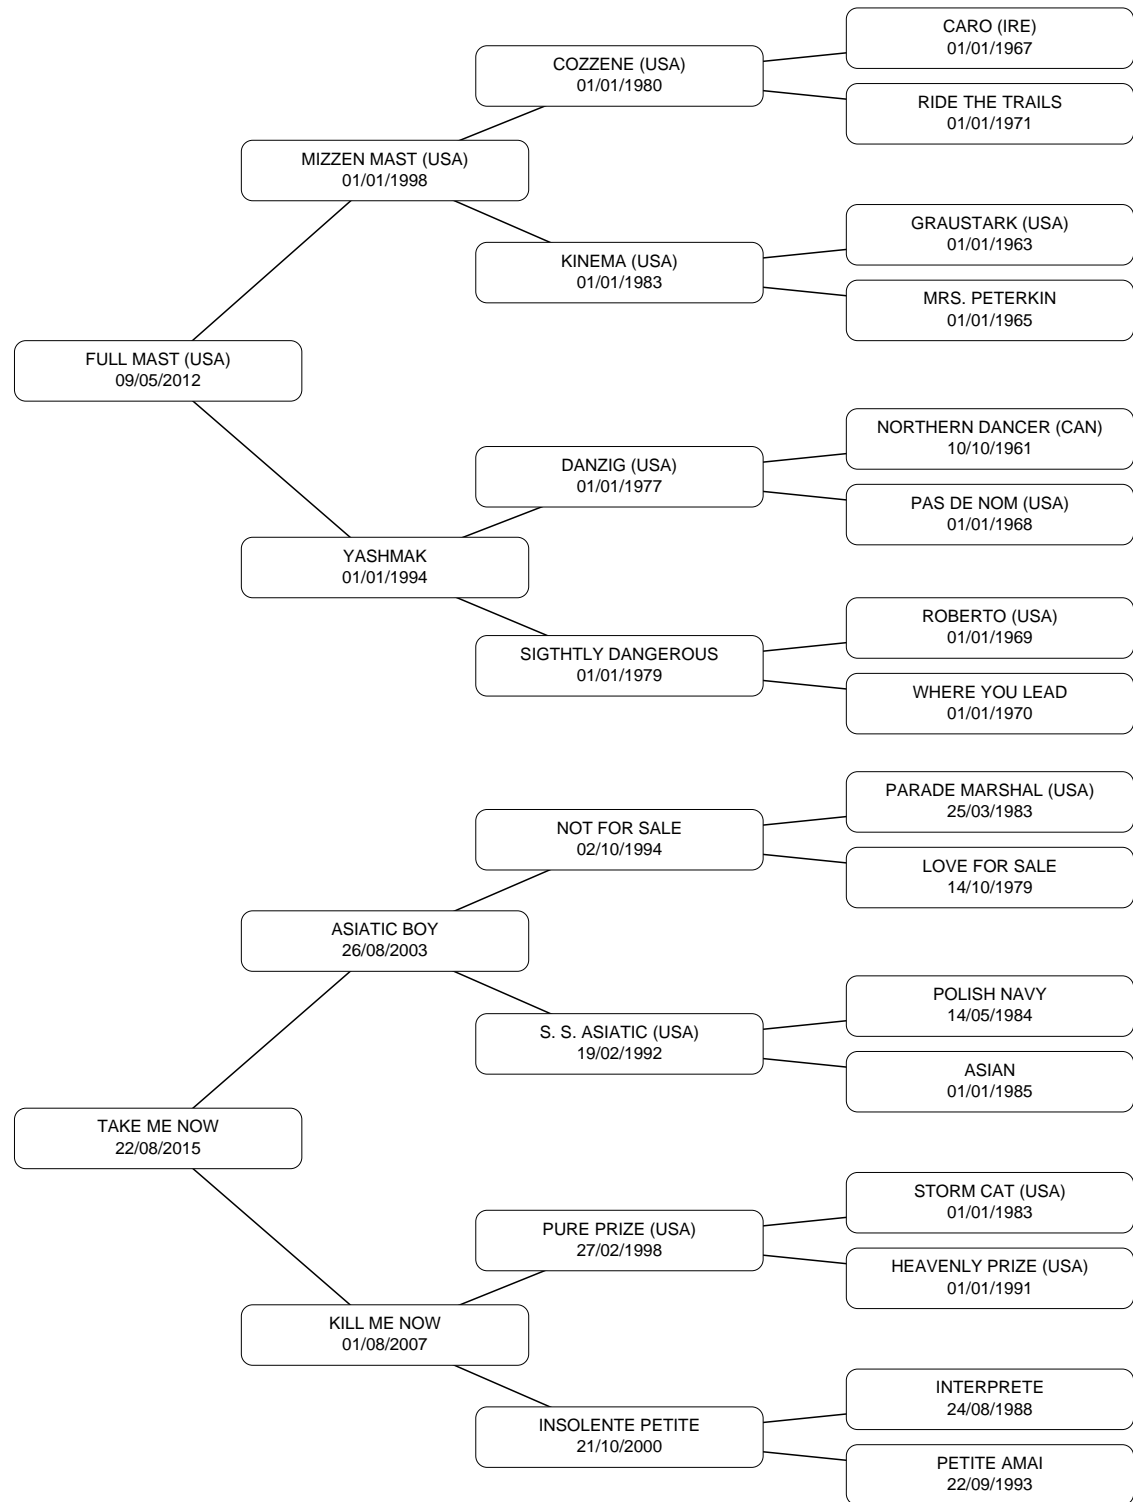 CARO (IRE)
01/01/1967
COZZENE (USA)
01/01/1980
RIDE THE TRAILS
01/01/1971
MIZZEN MAST (USA)
01/01/1998
GRAUSTARK (USA)
01/01/1963
KINEMA (USA)
01/01/1983
MRS. PETERKIN
01/01/1965
FULL MAST (USA)
09/05/2012
NORTHERN DANCER (CAN)
10/10/1961
DANZIG (USA)
01/01/1977
PAS DE NOM (USA)
01/01/1968
YASHMAK
01/01/1994
ROBERTO (USA)
01/01/1969
SIGTHTLY DANGEROUS
01/01/1979
WHERE YOU LEAD
01/01/1970
PARADE MARSHAL (USA)
25/03/1983
NOT FOR SALE
02/10/1994
LOVE FOR SALE
14/10/1979
ASIATIC BOY
26/08/2003
POLISH NAVY
14/05/1984
S. S. ASIATIC (USA)
19/02/1992
ASIAN
01/01/1985
TAKE ME NOW
22/08/2015
STORM CAT (USA)
01/01/1983
PURE PRIZE (USA)
27/02/1998
HEAVENLY PRIZE (USA)
01/01/1991
KILL ME NOW
01/08/2007
INTERPRETE
24/08/1988
INSOLENTE PETITE
21/10/2000
PETITE AMAI
22/09/1993